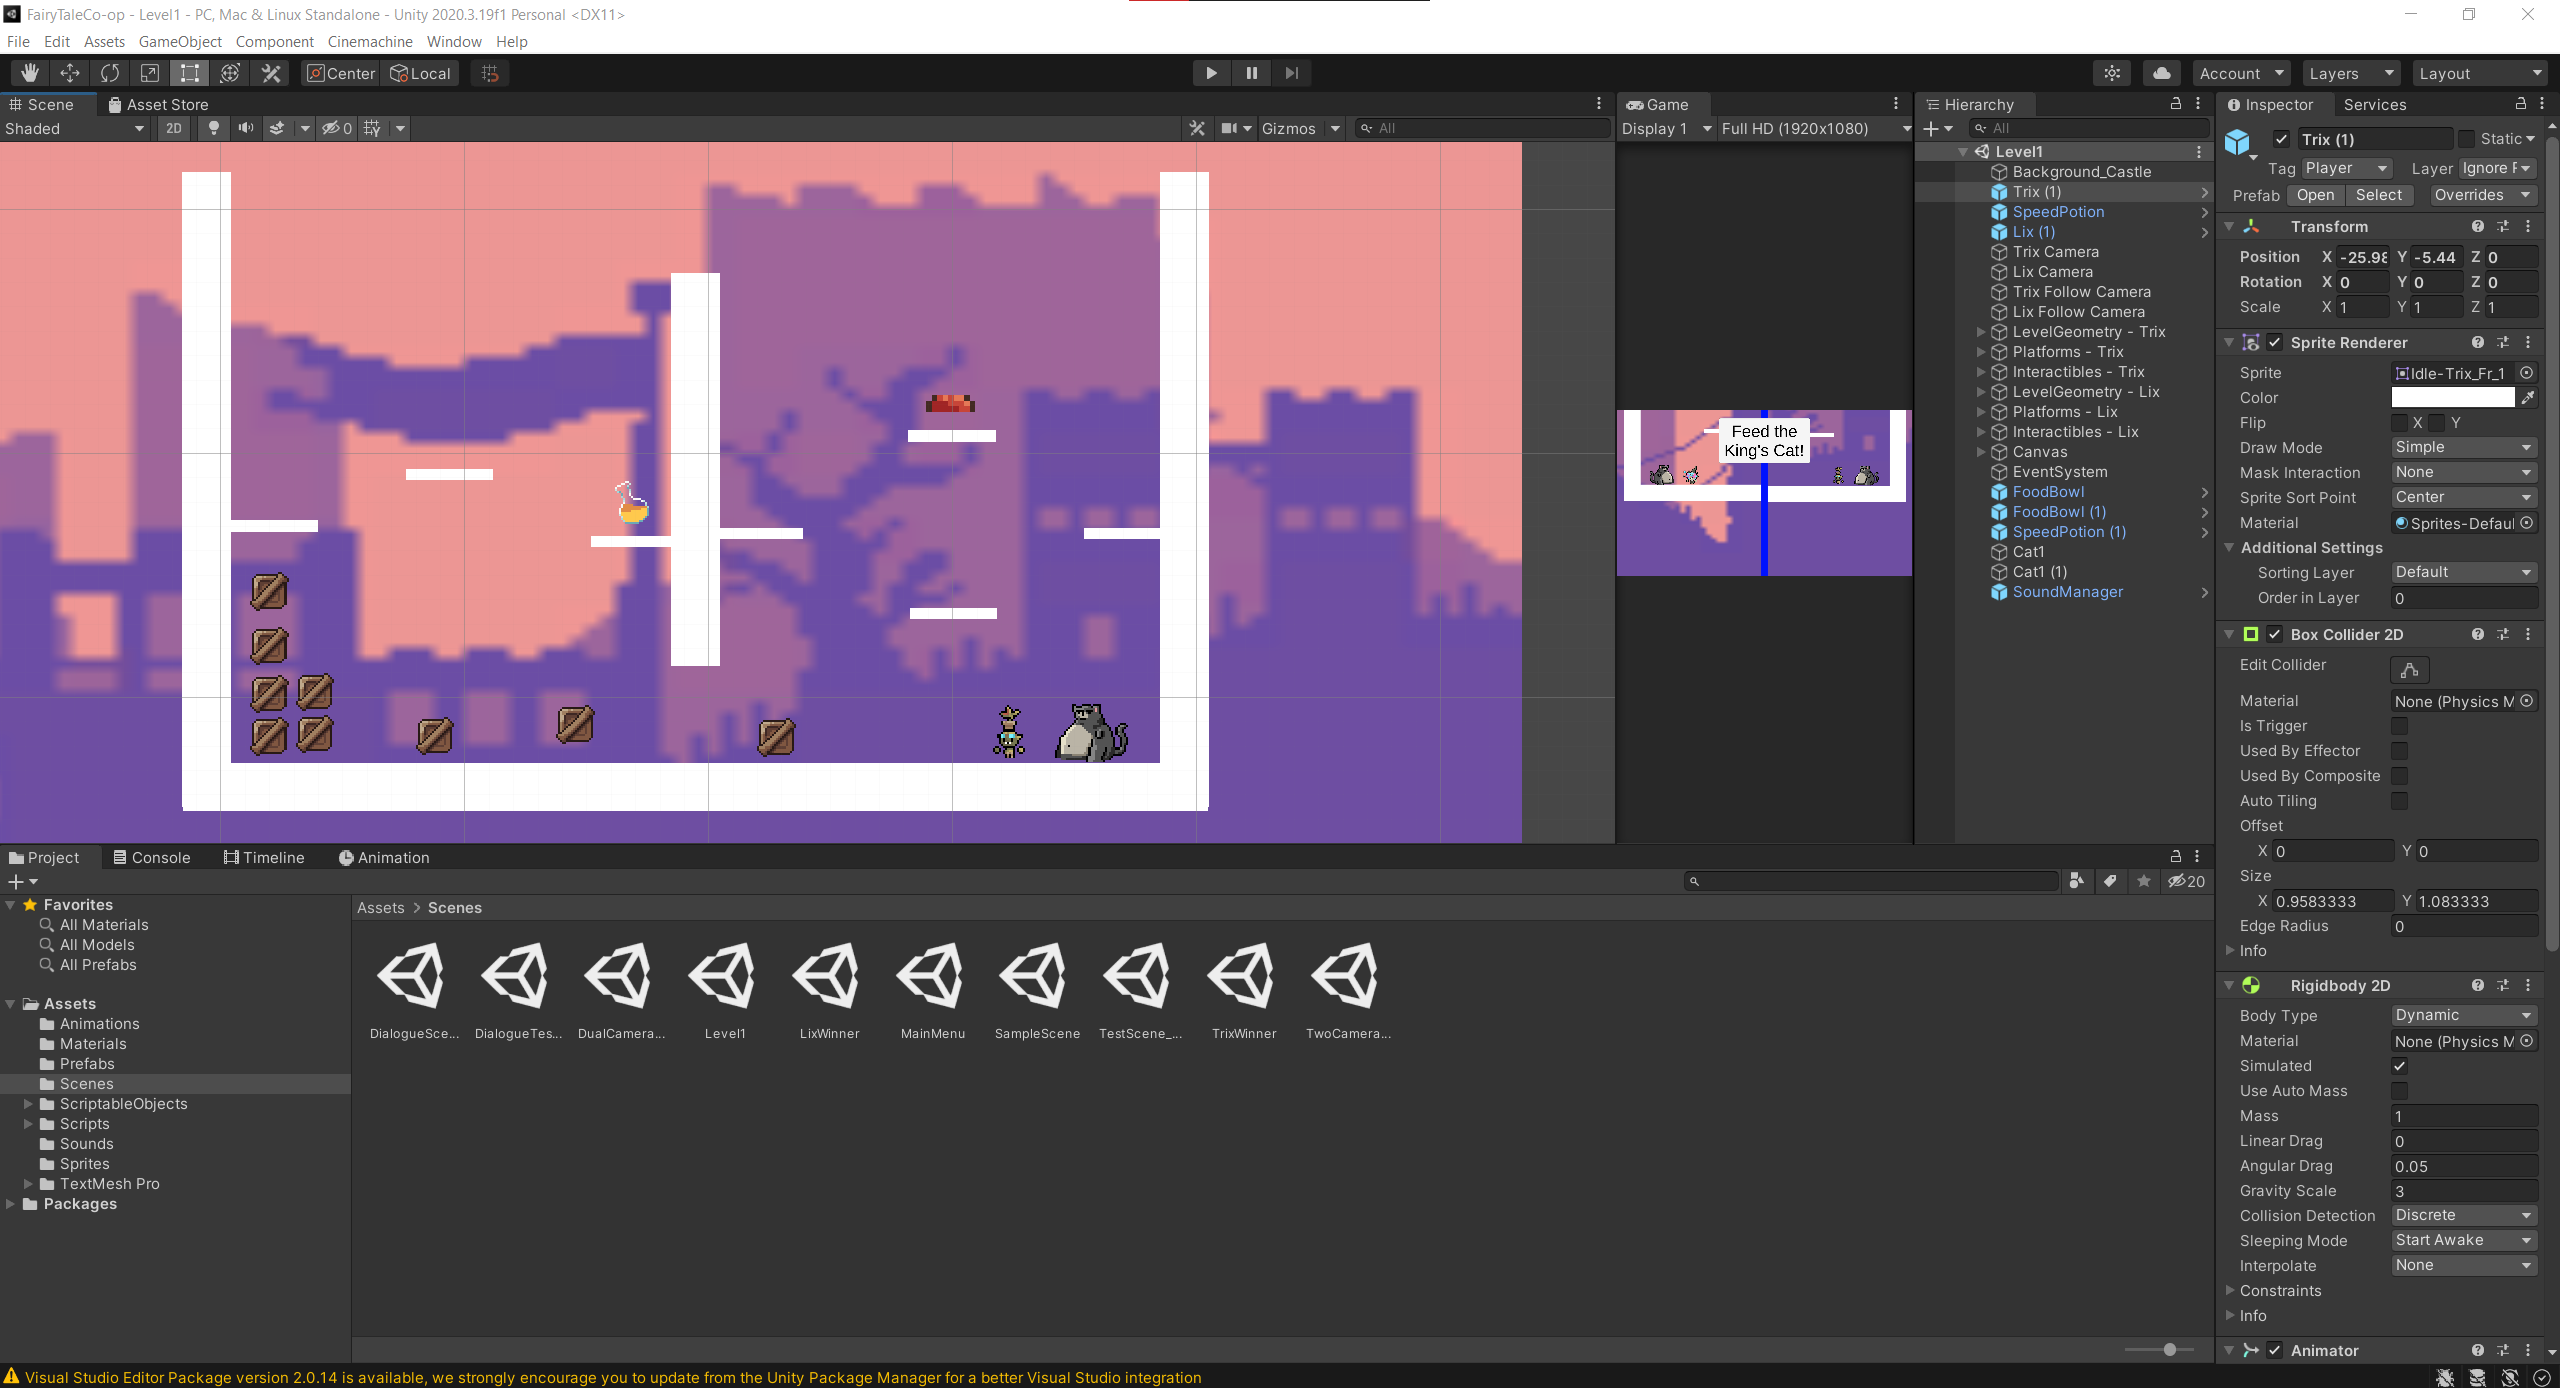 FairyTaleCo-op - Level1 - PC, Mac & Linux Standalone - Unity 2020.3.19f1 Personal <DX11>
File Edit Assets GameObject Component Cinemachine Window Help
Center Local
Account Layers Layout
Scene Asset Store
Shaded 2D 0 Gizmos All
Game
Display 1 Full HD (1920x1080)
Feed the
King's Cat!
Hierarchy
All
Level1
Background_Castle
Trix (1)
SpeedPotion
Lix (1)
Trix Camera
Lix Camera
Trix Follow Camera
Lix Follow Camera
LevelGeometry - Trix
Platforms - Trix
Interactibles - Trix
LevelGeometry - Lix
Platforms - Lix
Interactibles - Lix
Canvas
EventSystem
FoodBowl
FoodBowl (1)
SpeedPotion (1)
Cat1
Cat1 (1)
SoundManager
Inspector Services
Trix (1) Static
Tag Player Layer Ignore
Prefab Open Select Overrides
Transform
Position X -25.98 Y -5.44 Z 0
Rotation X 0 Y 0 Z 0
Scale X 1 Y 1 Z 1
Sprite Renderer
Sprite Idle-Trix_Fr_1
Color
Flip X Y
Draw Mode Simple
Mask Interaction None
Sprite Sort Point Center
Material Sprites-Defaul
Additional Settings
Sorting Layer Default
Order in Layer 0
Box Collider 2D
Edit Collider
Material None (Physics M
Is Trigger
Used By Effector
Used By Composite
Auto Tiling
Offset
X 0 Y 0
Size
X 0.9583333 Y 1.083333
Edge Radius 0
Info
Rigidbody 2D
Body Type Dynamic
Material None (Physics M
Simulated
Use Auto Mass
Mass 1
Linear Drag 0
Angular Drag 0.05
Gravity Scale 3
Collision Detection Discrete
Sleeping Mode Start Awake
Interpolate None
Constraints
Info
Animator
Project Console Timeline Animation
20
Favorites
All Materials
All Models
All Prefabs
Assets
Animations
Materials
Prefabs
Scenes
ScriptableObjects
Scripts
Sounds
Sprites
TextMesh Pro
Packages
Assets > Scenes
DialogueSce... DialogueTes... DualCamera... Level1 LixWinner MainMenu SampleScene TestScene_... TrixWinner TwoCamera...
Visual Studio Editor Package version 2.0.14 is available, we strongly encourage you to update from the Unity Package Manager for a better Visual Studio integration